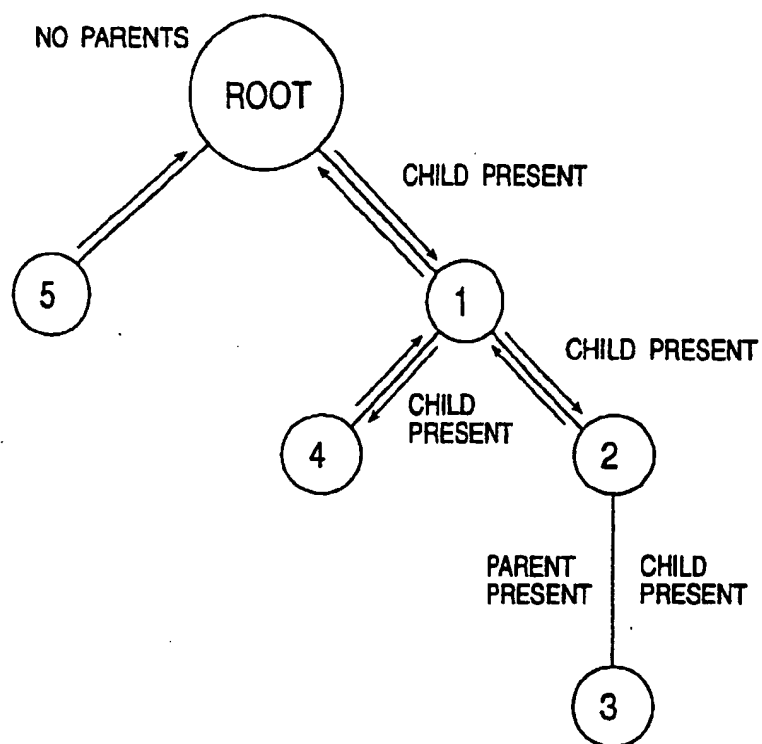 NO PARENTS
ROOT
CHILD PRESENT
5
1
CHILD PRESENT
CHILD
PRESENT
4
2
PARENT
PRESENT
CHILD
PRESENT
3